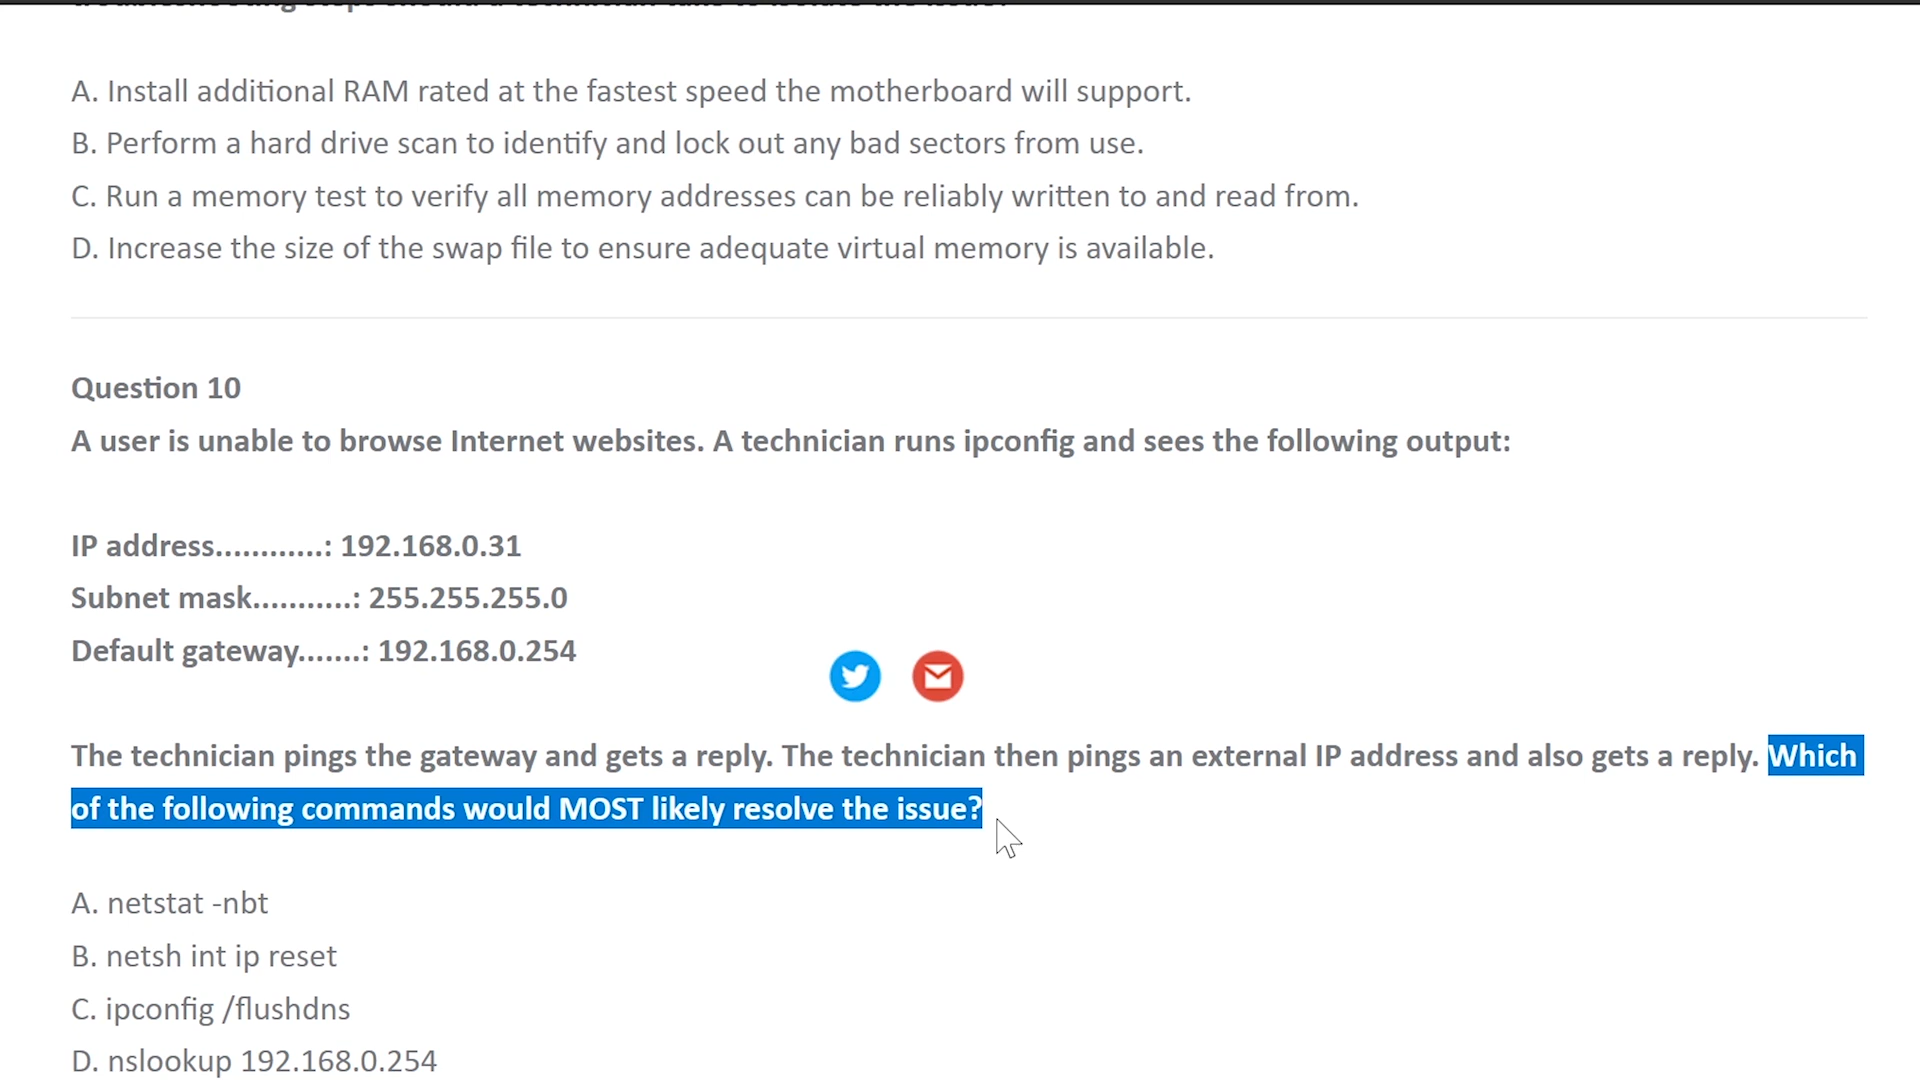 A. Install additional RAM rated at the fastest speed the motherboard will support.
B. Perform a hard drive scan to identify and lock out any bad sectors from use.
C. Run a memory test to verify all memory addresses can be reliably written to and read from.
D. Increase the size of the swap file to ensure adequate virtual memory is available.
Question 10
A user is unable to browse Internet websites. A technician runs ipconfig and sees the following output:
IP address............: 192.168.0.31
Subnet mask...........: 255.255.255.0
Default gateway.......: 192.168.0.254
The technician pings the gateway and gets a reply. The technician then pings an external IP address and also gets a reply. Which
of the following commands would MOST likely resolve the issue?
A. netstat -nbt
B. netsh int ip reset
C. ipconfig /flushdns
D. nslookup 192.168.0.254